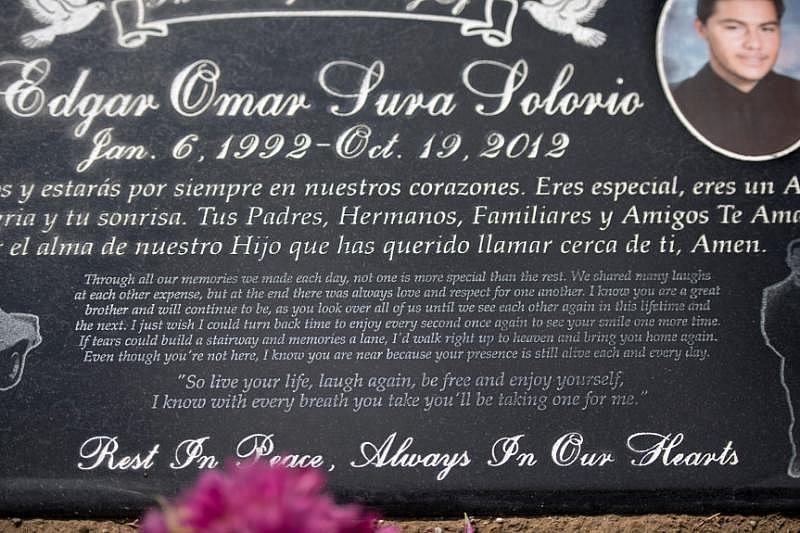 Edgar Omar Sura Solorio
Jan. 6, 1992-Oct. 19, 2012
y estarás por siempre en nuestros corazones. Eres especial, eres un
y tu sonrisa. Tus Padres, Hermanos, Familiares y Amigos Te
el alma de nuestro Hijo que has querido llamar cerca de ti, Amen.
Through all our memories we made each day, not one is more special than the rest. We shared many laughs
at each other expense, but at the end there was always love and respect for one another. I know you are a great
brother and will continue to be, as you look over all of us until we see each other again in this lifetime and
the next. I just wish I could turn back time to enjoy every second once again to see your smile one more time.
If tears could build a stairway and memories a lane, I'd walk right up to heaven and bring you home again.
Even though you're not here, I know you are near because your presence is still alive each and every day.
"So live your life, laugh again, be free and enjoy yourself,
I know with every breath you take you'll be taking one for me."
Rest In Peace, Always In Our Hearts